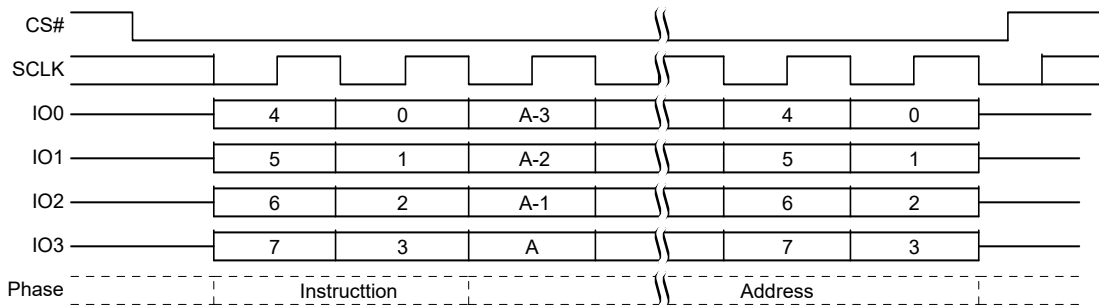 CS#
SCLK
IO0 4 0 A-3 4 0
IO1 5 1 A-2 5 1
IO2 6 2 A-1 6 2
IO3 7 3 A 7 3
Phase Instructtion Address